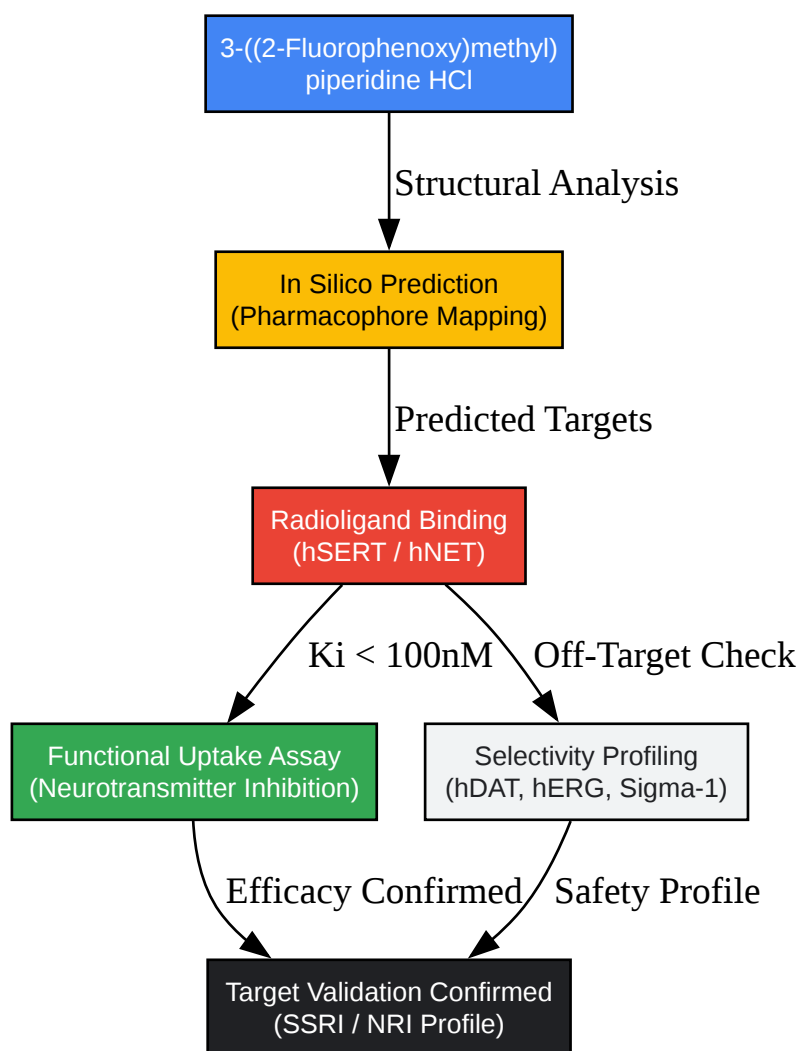 3-((2-Fluorophenoxy)methyl)
piperidine HCl
Structural Analysis
In Silico Prediction
(Pharmacophore Mapping)
Predicted Targets
Radioligand Binding
(hSERT / hNET)
Ki < 100nM
Off-Target Check
Functional Uptake Assay
(Neurotransmitter Inhibition)
Selectivity Profiling
(hDAT, hERG, Sigma-1)
Efficacy Confirmed
Safety Profile
Target Validation Confirmed
(SSRI / NRI Profile)